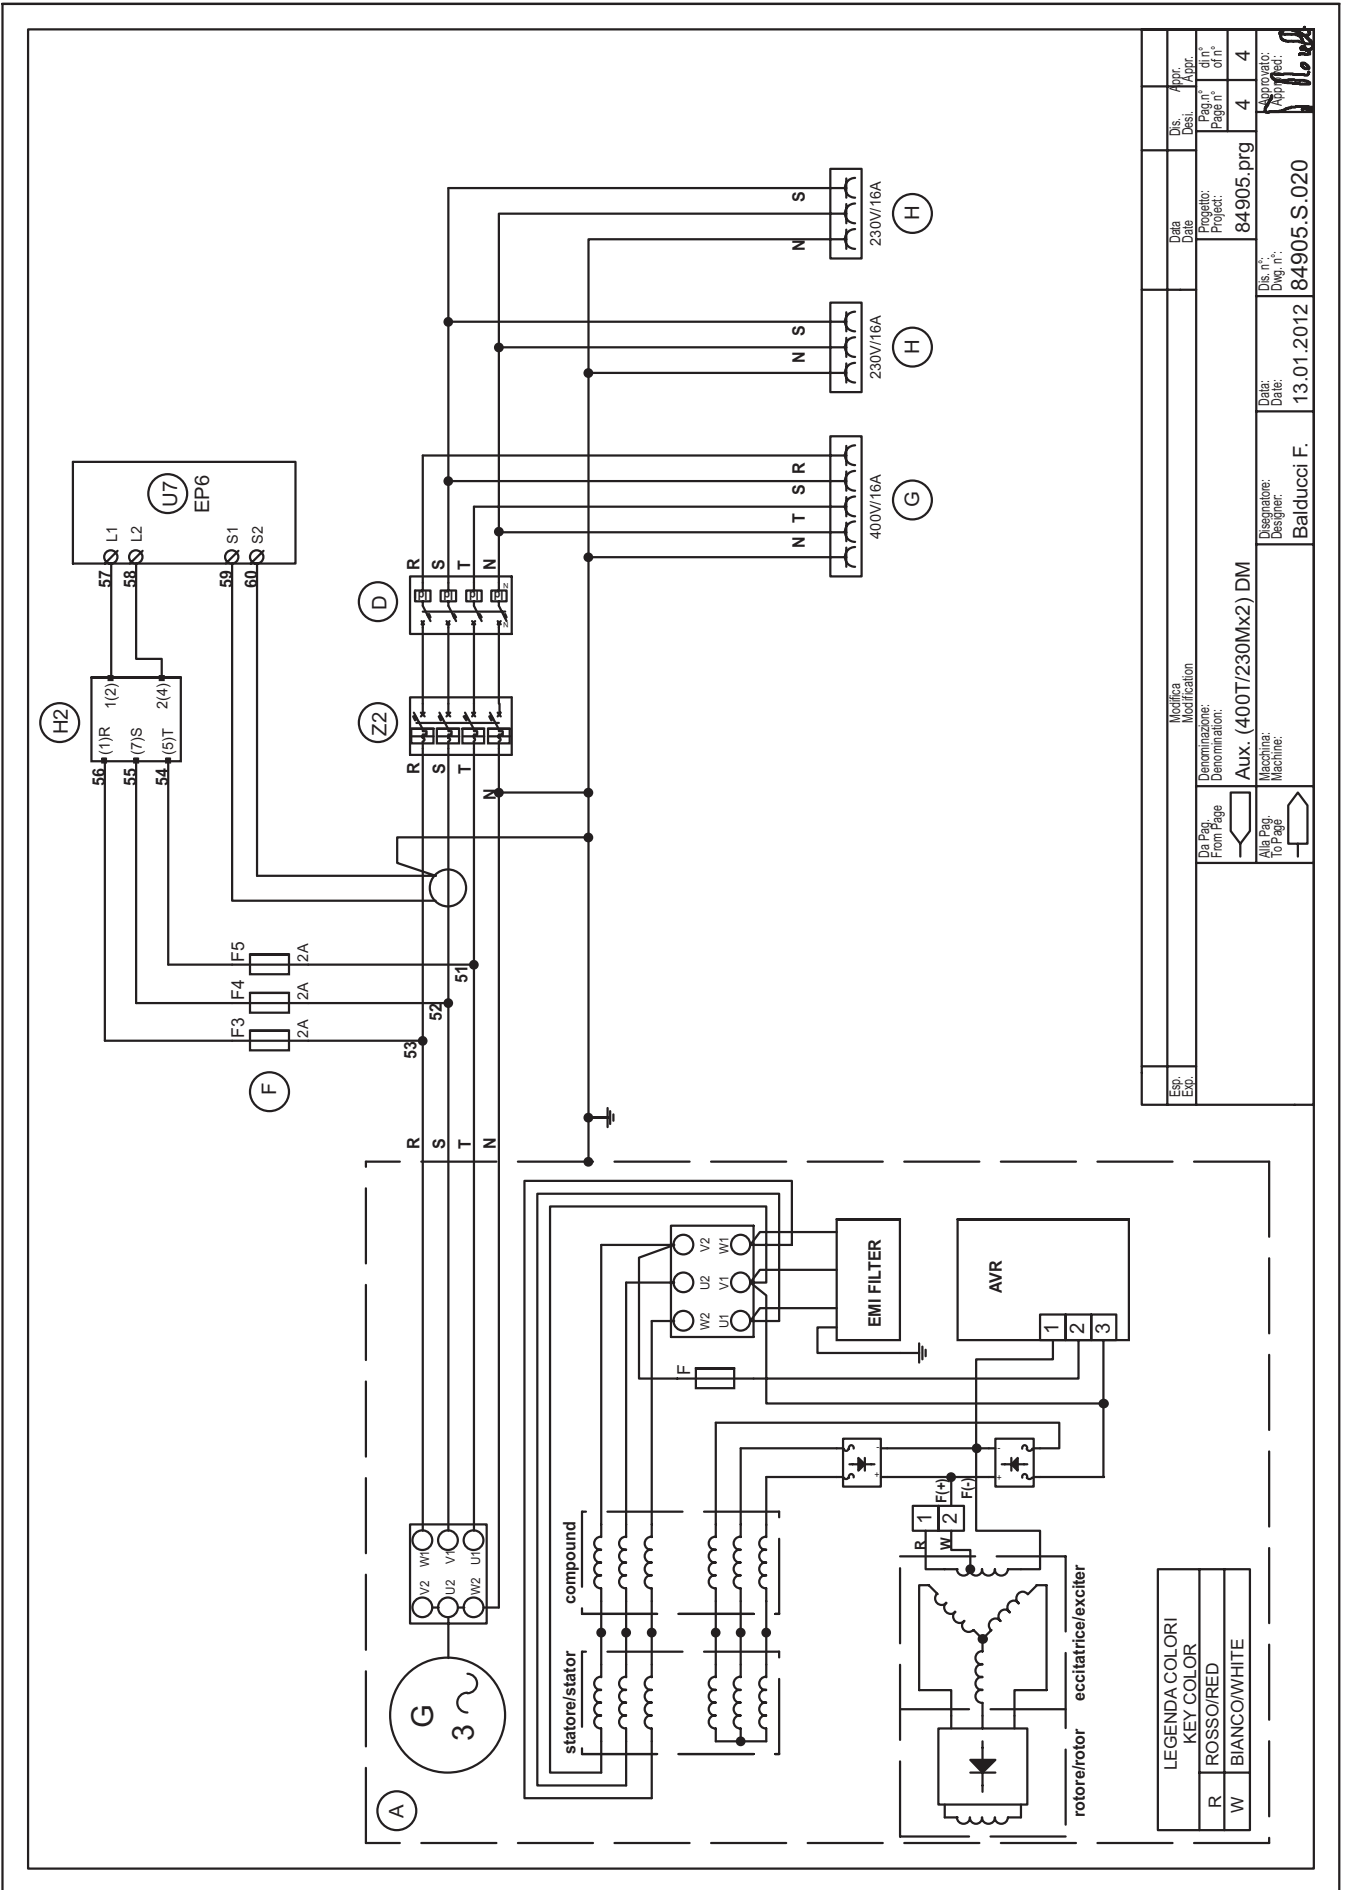 H2
56
55
54
(1)R
(7)S
(5)T
1(2)
2(4)
57
58
59
60
L1
L2
S1
S2
U7
EP6
F
F3
F4
F5
2A
2A
2A
53
52
51
R
S
T
N
R
S
T
N
Z2
D
N
N
R
S
T
N
N T S R
400V/16A
G
N S
230V/16A
H
N S
230V/16A
H
A
G
3
V2
U2
W2
W1
V1
U1
statore/stator
compound
W2
U2
V2
U1
V1
W1
EMI FILTER
AVR
1
2
3
F
-
+
-
+
R
W
1
2
F(+)
F(-)
rotore/rotor
eccitatrice/exciter
LEGENDA COLORI
KEY COLOR
R ROSSO/RED
W BIANCO/WHITE
Esp.
Exp.
Modifica
Modification
Data
Date
Dis.
Desi.
Appr.
Appr.
Da Pag.
From Page
Denominazione:
Denomination:
Aux. (400T/230Mx2) DM
Progetto:
Project:
84905.prg
Pag.n°
Page n°
4
di n°
of n°
4
Alla Pag.
To Page
Macchina:
Machine:
Disegnatore:
Designer:
Balducci F.
Data:
Date:
13.01.2012
Dis. n°:
Dwg. n°:
84905.S.020
Approvato:
Approved: